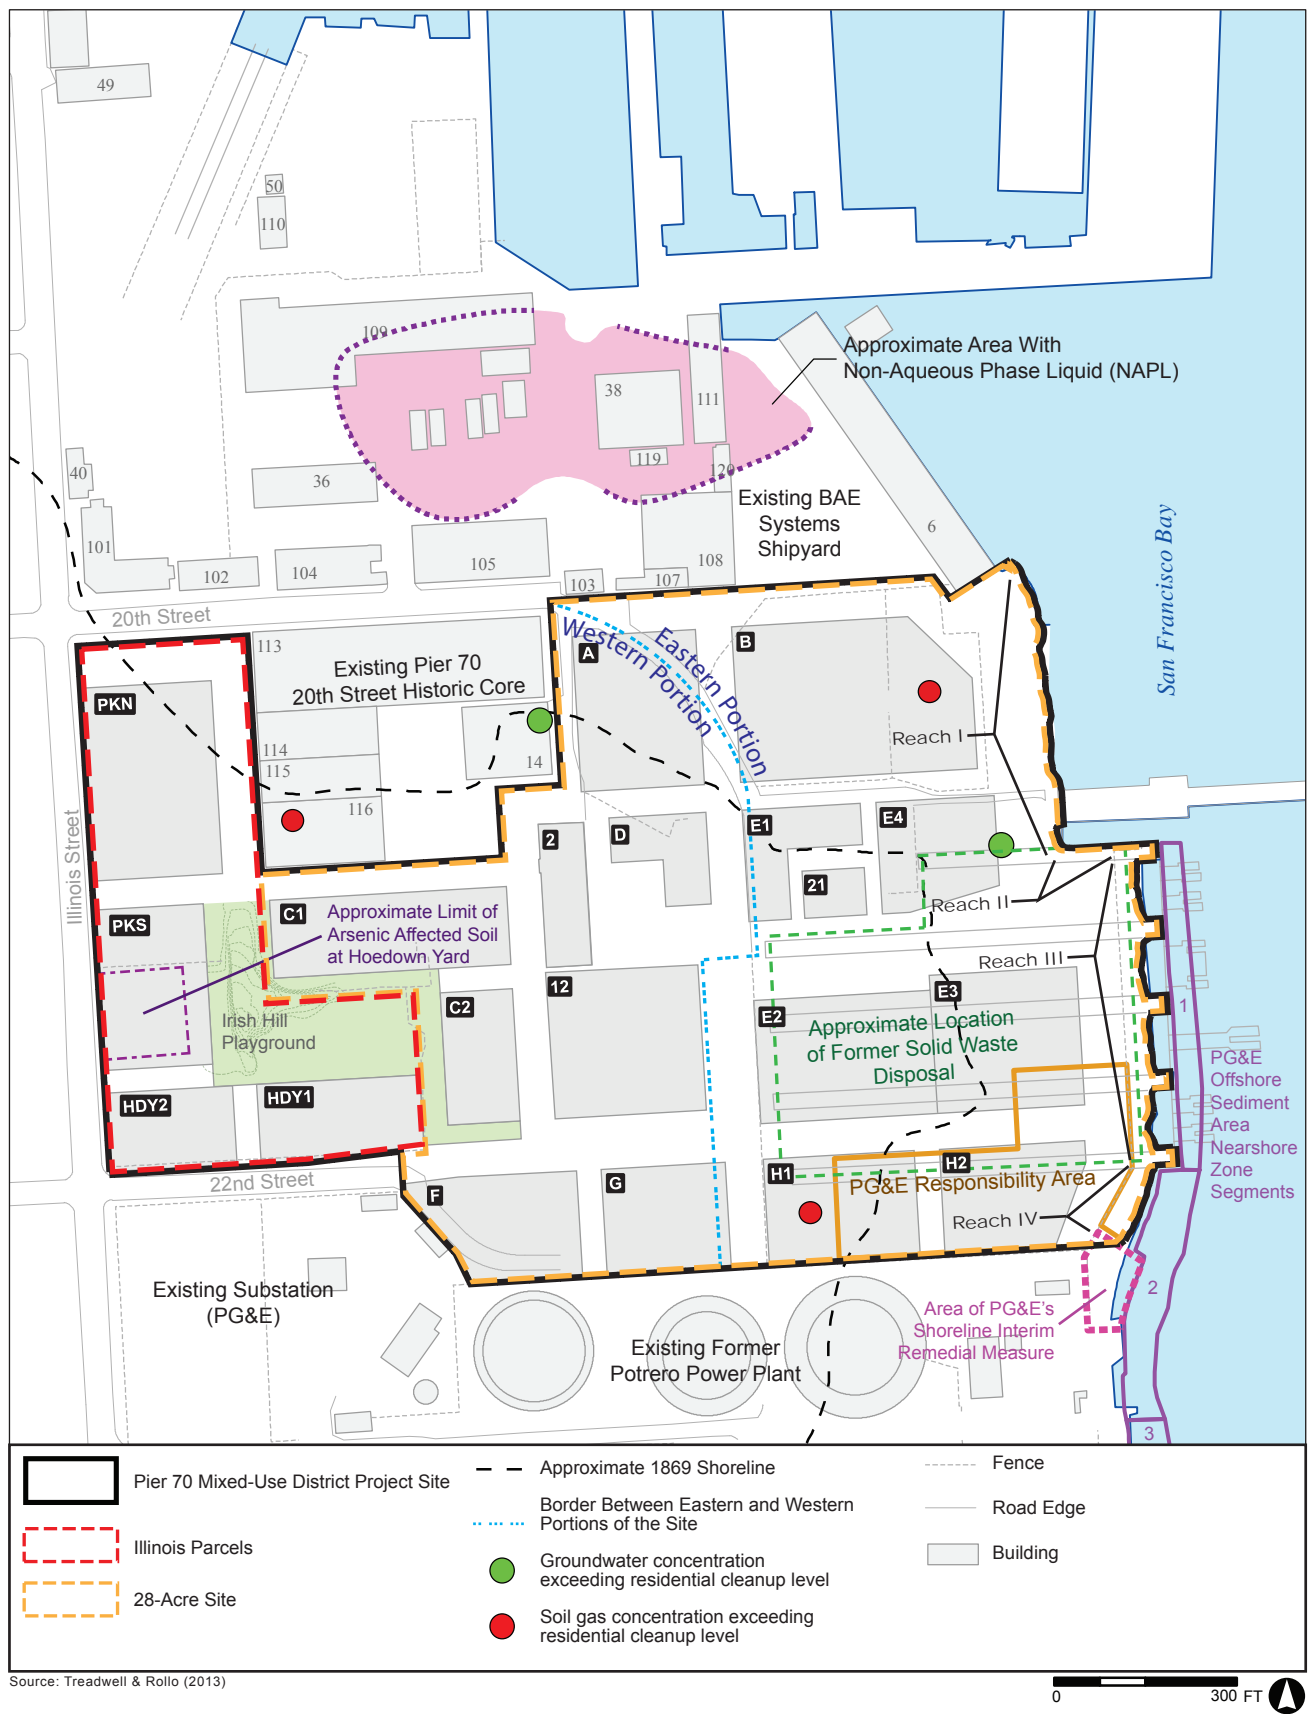 49
50
110
109
Approximate Area With
Non-Aqueous Phase Liquid (NAPL)
38
111
119
120
40
36
Existing BAE
Systems
Shipyard
6
San Francisco Bay
101
102
104
105
103
107
108
20th Street
113
Existing Pier 70
20th Street Historic Core
114
115
116
14
Western Portion
Eastern Portion
A
B
PKN
Reach I
Illinois Street
2
D
E1
E4
21
Reach II
PKS
C1
Approximate Limit of
Arsenic Affected Soil
at Hoedown Yard
Reach III
12
E3
C2
E2
Irish Hill
Playground
Approximate Location
of Former Solid Waste
Disposal
1
PG&E
Offshore
Sediment
Area
Nearshore
Zone
Segments
HDY2
HDY1
22nd Street
F
G
H1
H2
PG&E Responsibility Area
Reach IV
Existing Substation
(PG&E)
Existing Former
Potrero Power Plant
Area of PG&E's
Shoreline Interim
Remedial Measure
2
3
Pier 70 Mixed-Use District Project Site
Illinois Parcels
28-Acre Site
Approximate 1869 Shoreline
Border Between Eastern and Western
Portions of the Site
Groundwater concentration
exceeding residential cleanup level
Soil gas concentration exceeding
residential cleanup level
Fence
Road Edge
Building
Source: Treadwell & Rollo (2013)
0
300 FT